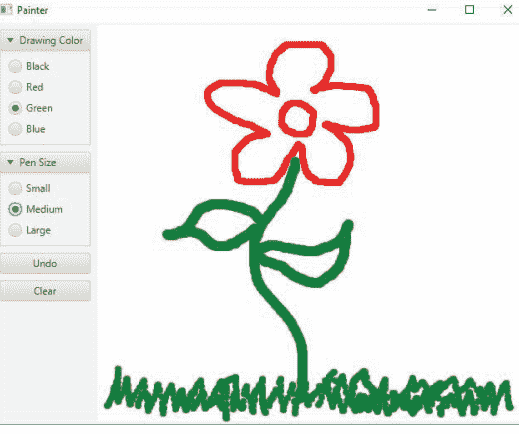 Painter
Drawing Color
Black
Red
Green
Blue
Pen Size
Small
Medium
Large
Undo
Clear